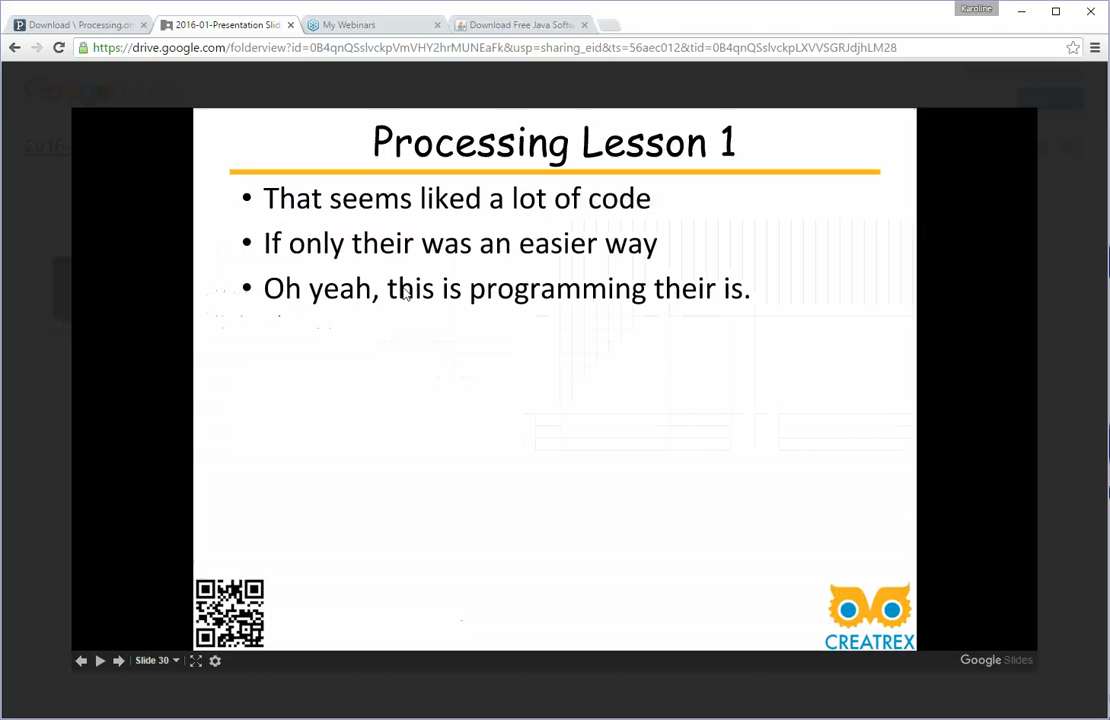 Karoline
Download \ Processing.or
2016-01-Presentation Slid
My Webinars
Download Free Java Softw
https://drive.google.com/folderview?id=0B4qnQSslvckpVmVHY2hrMUNEaFk&usp=sharing_eid&ts=56aec012&tid=0B4qnQSslvckpLXVVSGRJdjhLM28
Processing Lesson 1
• That seems liked a lot of code
• If only their was an easier way
• Oh yeah, this is programming their is.
CREATREX
Slide 30
Google Slides